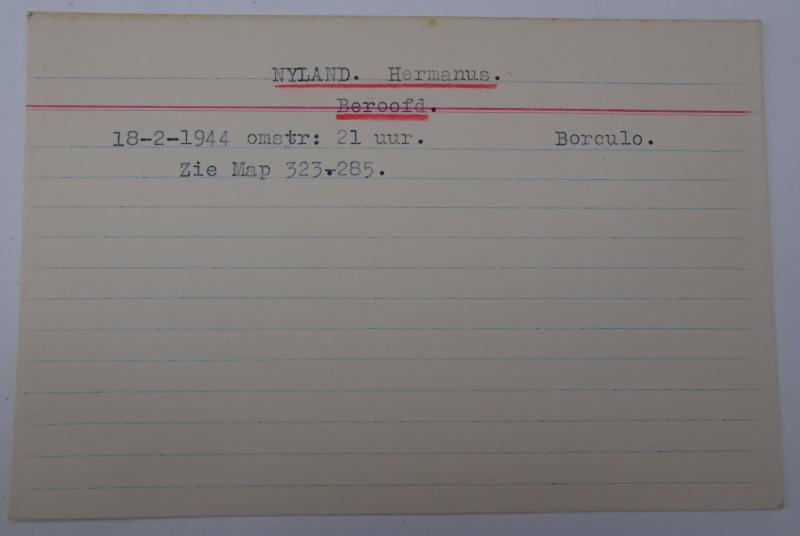 NYLAND. Hermanus.
Beroofd.
18-2-1944 omstr: 21 uur. Borculo.
Zie Map 323-285.